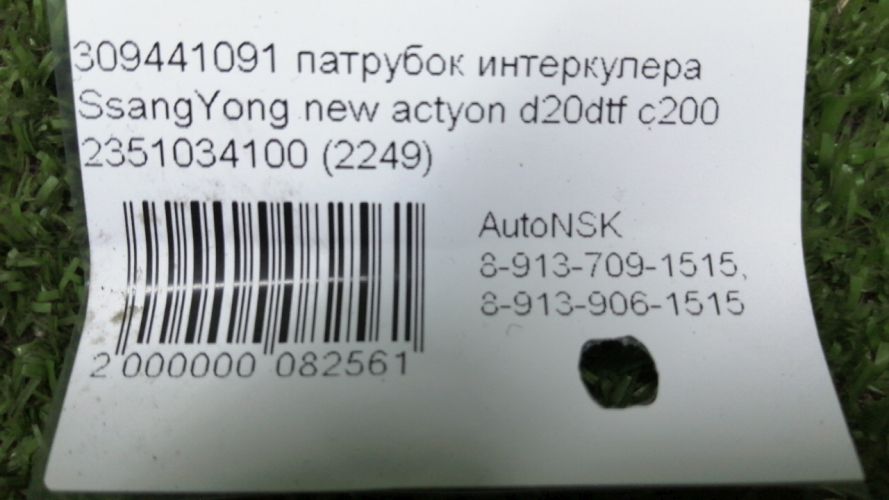 309441091 патрубок интеркулера
SsangYong new actyon d20dtf c200
2351034100 (2249)
AutoNSK
8-913-709-1515,
8-913-906-1515
2 000000 082561